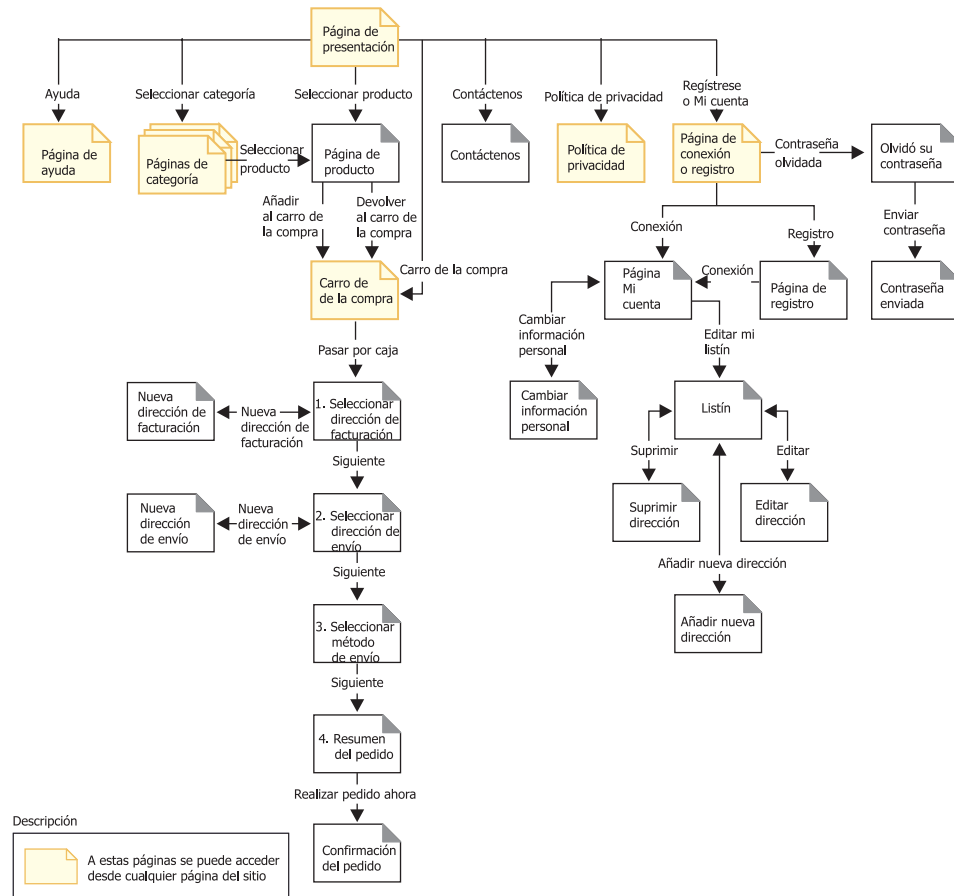 Página de
presentación
Ayuda
Seleccionar categoría
Seleccionar producto
Contáctenos
Política de privacidad
Regístrese
o Mi cuenta
Página de
ayuda
Páginas de
categoría
Seleccionar
producto
Página de
producto
Contáctenos
Política de
privacidad
Página de
conexión
o registro
Contraseña
olvidada
Olvidó su
contraseña
Añadir
al carro de
la compra
Devolver
al carro de
la compra
Enviar
contraseña
Conexión
Registro
Carro de
de la compra
Carro de la compra
Página
Mi
cuenta
Conexión
Página de
registro
Contraseña
enviada
Pasar por caja
Cambiar
información
personal
Editar mi
listín
Nueva
dirección de
facturación
Nueva
dirección de
facturación
1. Seleccionar
dirección de
facturación
Cambiar
información
personal
Listín
Siguiente
Suprimir
Editar
Nueva
dirección
de envío
Nueva
dirección
de envío
2. Seleccionar
dirección de
envío
Suprimir
dirección
Editar
dirección
Siguiente
Añadir nueva dirección
3. Seleccionar
método
de envío
Añadir nueva
dirección
Siguiente
4. Resumen
del pedido
Realizar pedido ahora
Confirmación
del pedido
Descripción
A estas páginas se puede acceder
desde cualquier página del sitio